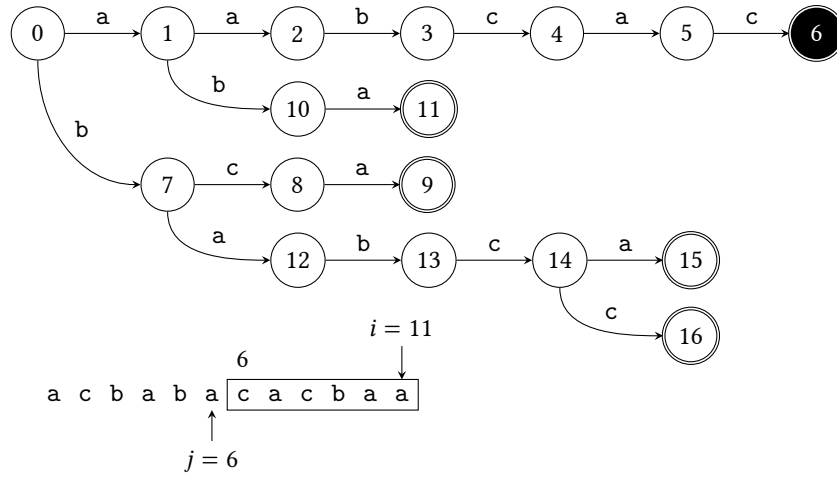 0 a 1 a 2 b 3 c 4 a 5 c 6
b 10 a 11
b
7 c 8 a 9
a 12 b 13 c 14 a 15
c 16
i = 11
6
a c b a b a c a c b a a
j = 6